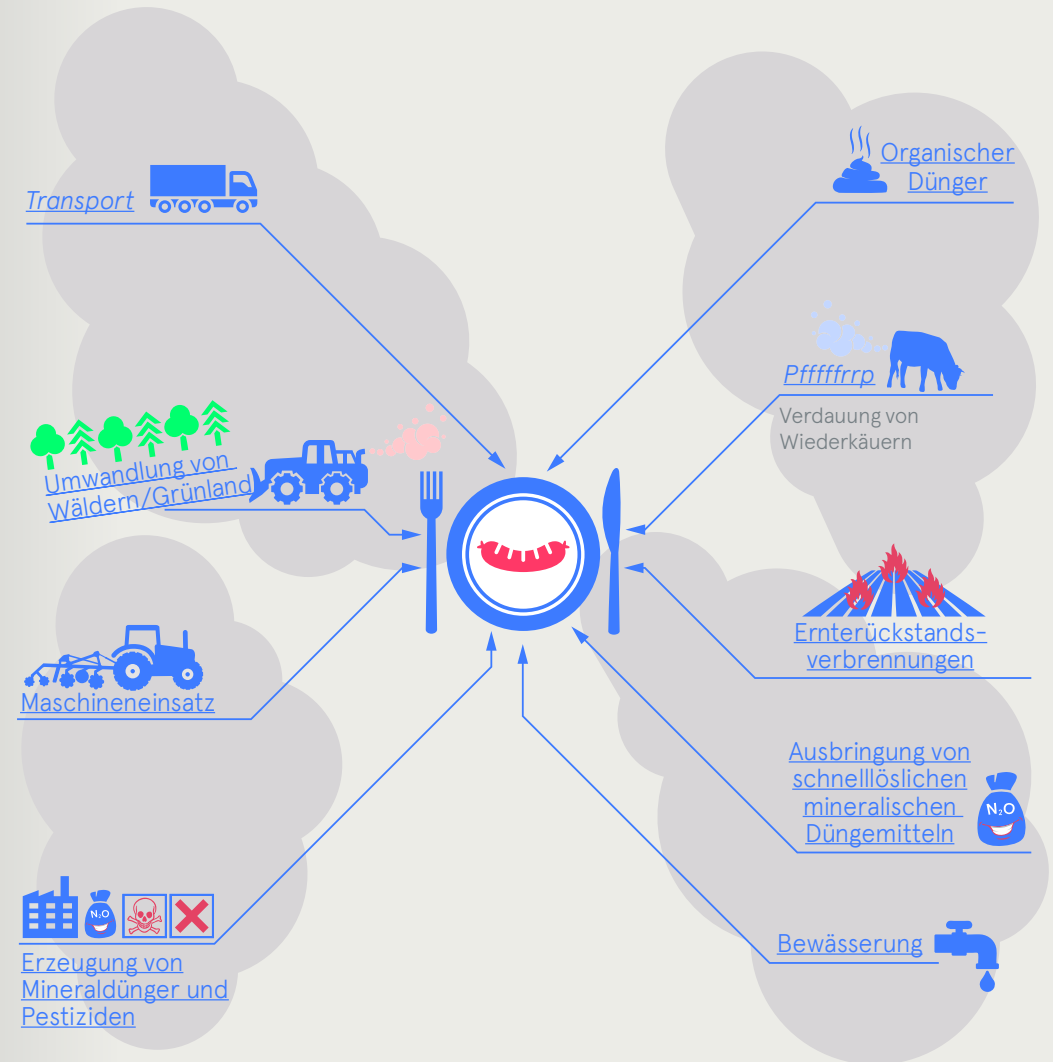 Transport
Umwandlung von
Wäldern/Grünland
Maschineneinsatz
N₂O
Erzeugung von
Mineraldünger und
Pestiziden
Organischer
Dünger
Pfffffrrp
Verdauung von
Wiederkäuern
Ernterückstands-
verbrennungen
Ausbringung von
schnelllöslichen
mineralischen
Düngemitteln
N₂O
Bewässerung